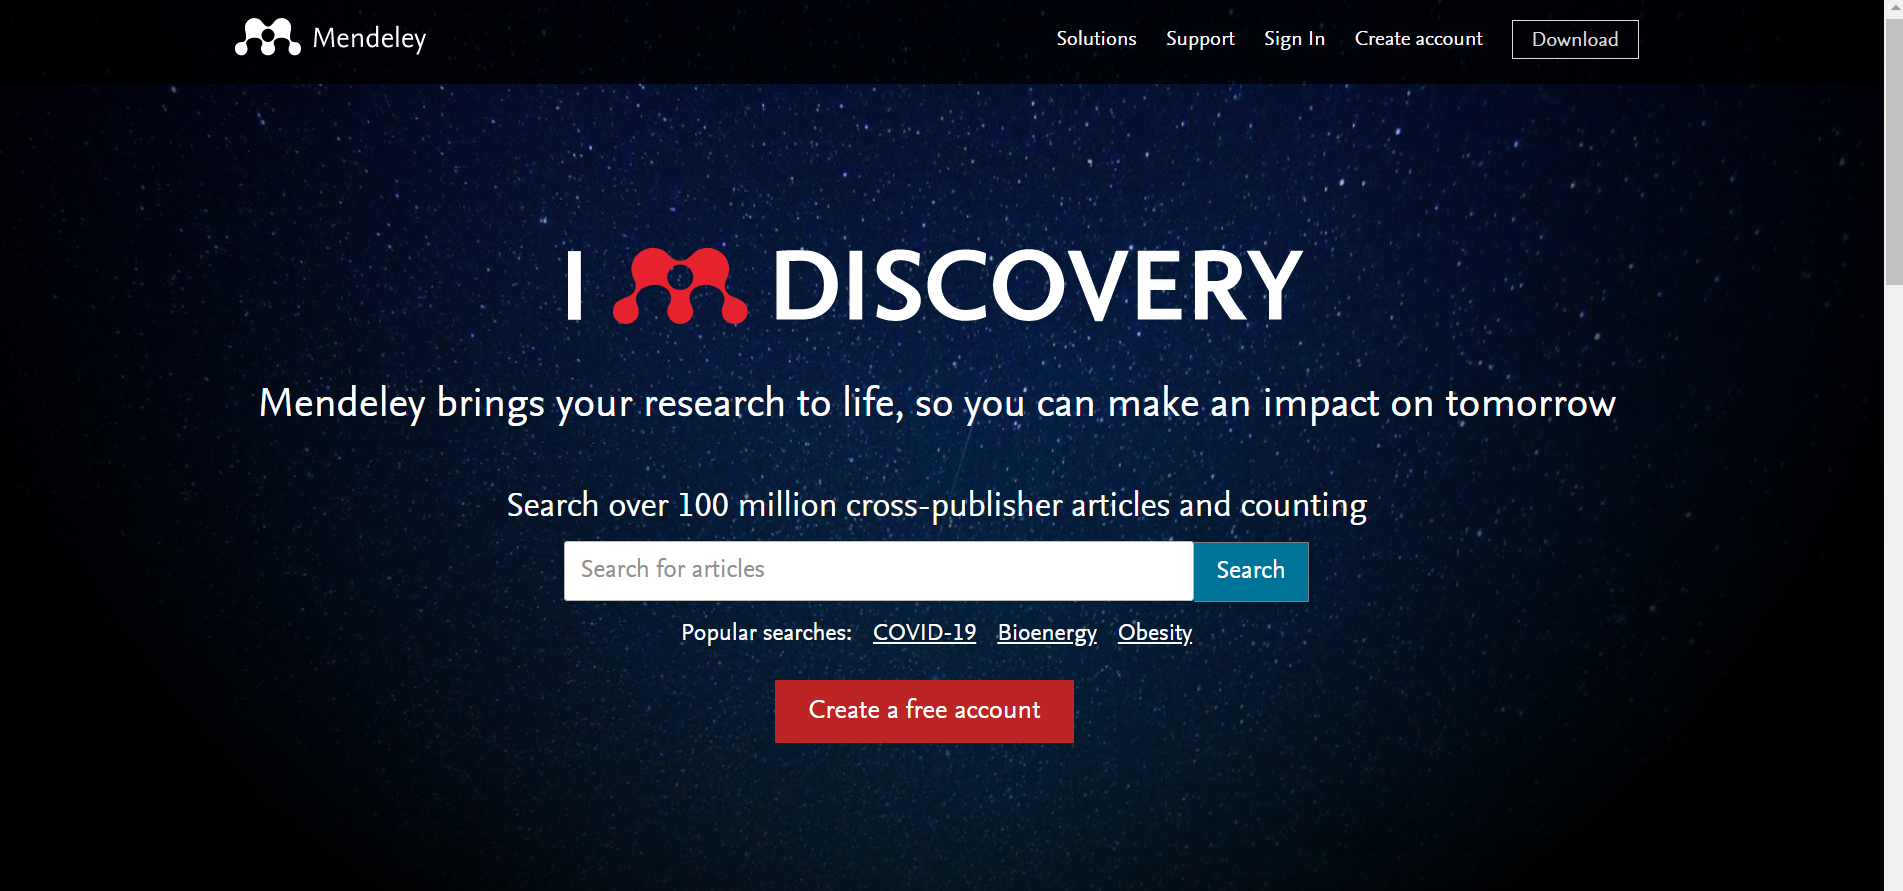 Mendeley
Solutions Support Sign In Create account Download
I DISCOVERY
Mendeley brings your research to life, so you can make an impact on tomorrow
Search over 100 million cross-publisher articles and counting
Search for articles Search
Popular searches: COVID-19 Bioenergy Obesity
Create a free account